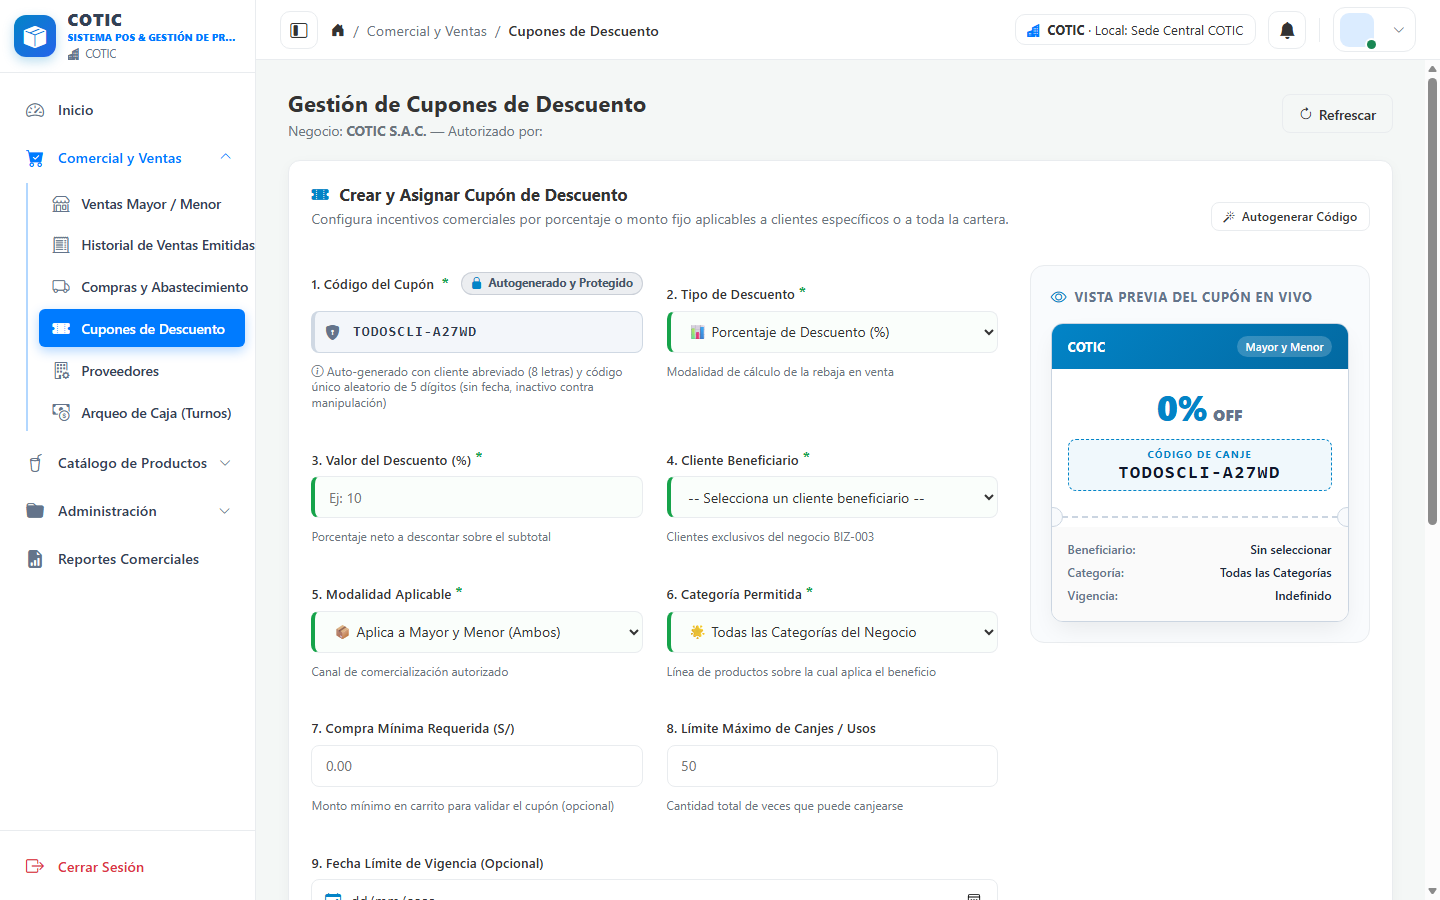 COTIC
SISTEMA POS & GESTIÓN DE PR...
COTIC
Inicio
Comercial y Ventas
Ventas Mayor / Menor
Historial de Ventas Emitidas
Compras y Abastecimiento
Cupones de Descuento
Proveedores
Arqueo de Caja (Turnos)
Catálogo de Productos
Administración
Reportes Comerciales
Cerrar Sesión
/ Comercial y Ventas / Cupones de Descuento
COTIC · Local: Sede Central COTIC
Gestión de Cupones de Descuento
Negocio: COTIC S.A.C. — Autorizado por:
Refrescar
Crear y Asignar Cupón de Descuento
Configura incentivos comerciales por porcentaje o monto fijo aplicables a clientes específicos o a toda la cartera.
Autogenerar Código
1. Código del Cupón *
Autogenerado y Protegido
TODOSCLI-A27WD
Auto-generado con cliente abreviado (8 letras) y código
único aleatorio de 5 dígitos (sin fecha, inactivo contra
manipulación)
2. Tipo de Descuento *
Porcentaje de Descuento (%)
Modalidad de cálculo de la rebaja en venta
3. Valor del Descuento (%) *
Ej: 10
Porcentaje neto a descontar sobre el subtotal
4. Cliente Beneficiario *
-- Selecciona un cliente beneficiario --
Clientes exclusivos del negocio BIZ-003
5. Modalidad Aplicable *
Aplica a Mayor y Menor (Ambos)
Canal de comercialización autorizado
6. Categoría Permitida *
Todas las Categorías del Negocio
Línea de productos sobre la cual aplica el beneficio
7. Compra Mínima Requerida (S/)
0.00
Monto mínimo en carrito para validar el cupón (opcional)
8. Límite Máximo de Canjes / Usos
50
Cantidad total de veces que puede canjearse
9. Fecha Límite de Vigencia (Opcional)
dd/mm/aaaa
VISTA PREVIA DEL CUPÓN EN VIVO
COTIC
Mayor y Menor
0% OFF
CÓDIGO DE CANJE
TODOSCLI-A27WD
Beneficiario: Sin seleccionar
Categoría: Todas las Categorías
Vigencia: Indefinido